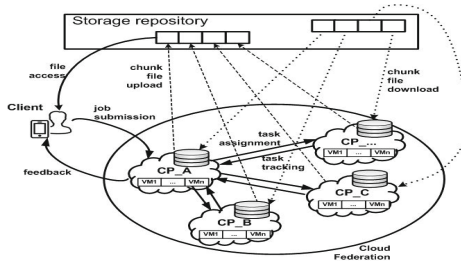 Storage repository
file
access
chunk
file
upload
chunk
file
download
Client
job
submission
task
assignment
CP_...
VM1 ... VMn
feedback
task
tracking
CP_A
VM1 ... VMn
CP_C
VM1 ... VMn
CP_B
VM1 ... VMn
Cloud
Federation